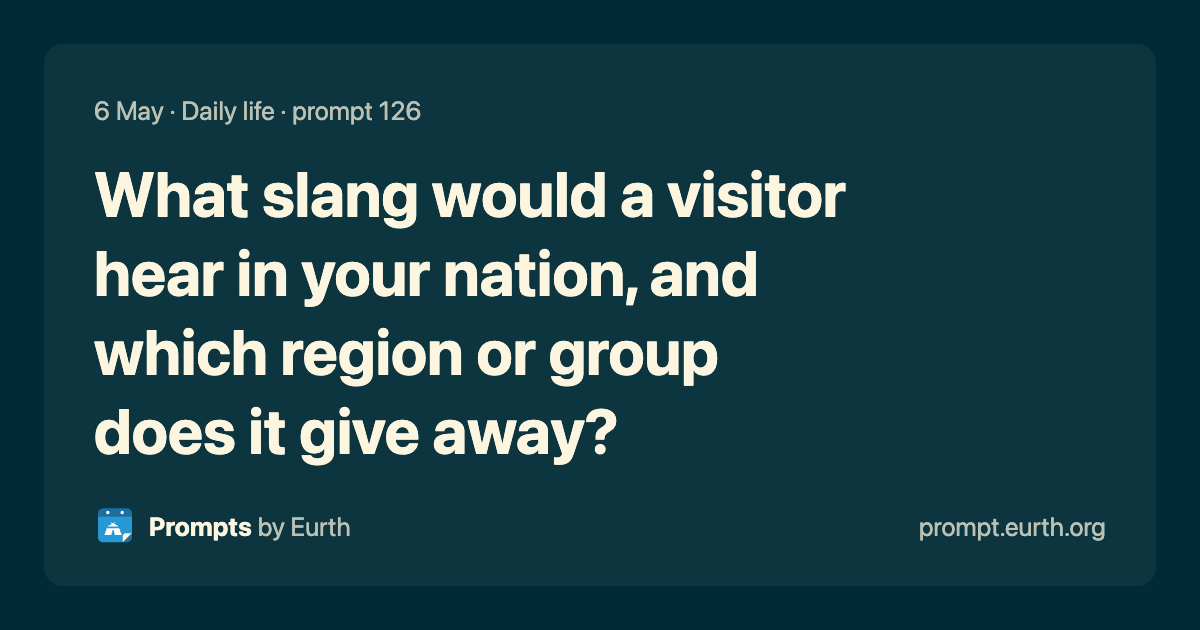 6 May · Daily life · prompt 126
What slang would a visitor
hear in your nation, and
which region or group
does it give away?
Prompts by Eurth
prompt.eurth.org